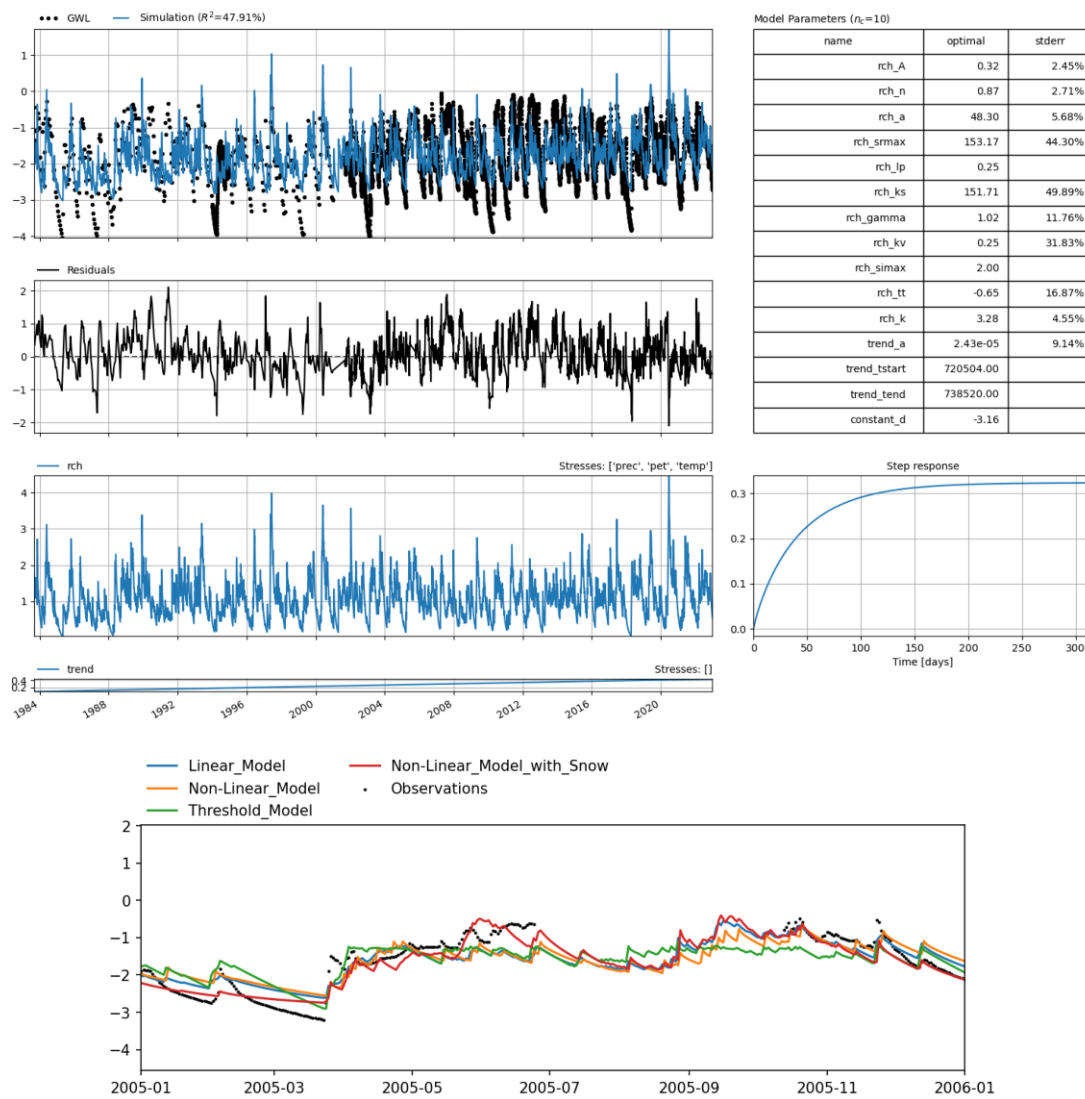 GWL Simulation (R²=47.91%)
1
0
−1
−2
−3
−4
Residuals
2
1
0
−1
−2
rch Stresses: ['prec', 'pet', 'temp']
4
3
2
1
trend Stresses: []
0.4
0.2
1984 1988 1992 1996 2000 2004 2008 2012 2016 2020
Model Parameters (n_c=10)
name optimal stderr
rch_A 0.32 2.45%
rch_n 0.87 2.71%
rch_a 48.30 5.68%
rch_srmax 153.17 44.30%
rch_lp 0.25
rch_ks 151.71 49.89%
rch_gamma 1.02 11.76%
rch_kv 0.25 31.83%
rch_simax 2.00
rch_tt -0.65 16.87%
rch_k 3.28 4.55%
trend_a 2.43e-05 9.14%
trend_tstart 720504.00
trend_tend 738520.00
constant_d -3.16
Step response
0.3
0.2
0.1
0.0
0 50 100 150 200 250 300
Time [days]
Linear_Model Non-Linear_Model_with_Snow
Non-Linear_Model Observations
Threshold_Model
2
1
0
−1
−2
−3
−4
2005-01 2005-03 2005-05 2005-07 2005-09 2005-11 2006-01